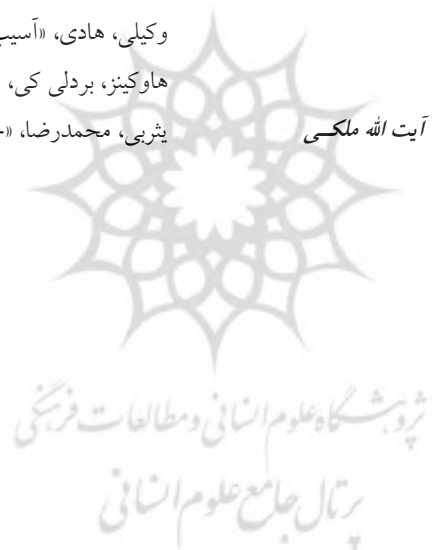 وکیلی، هادی، «آسیب
هاوکینز، بردلی کی،
آیت الله ملکی
یثربی، محمدرضا، «
پژوهشگاه علوم انسانی و مطالعات فرهنگی
پرتال جامع علوم انسانی